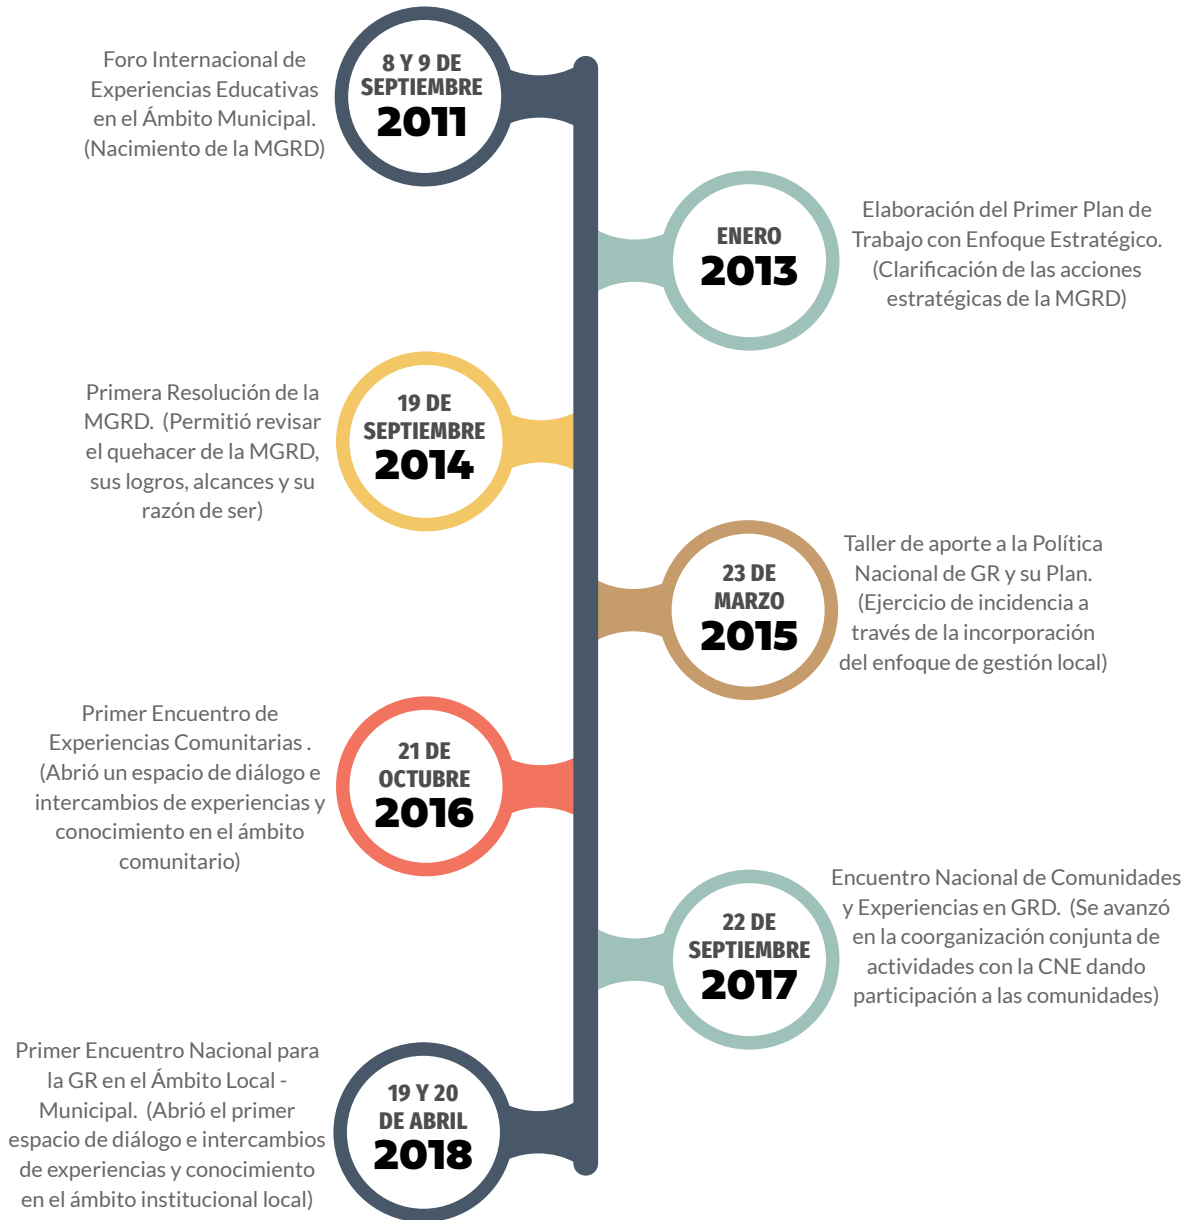 Foro Internacional de
Experiencias Educativas
en el Ámbito Municipal.
(Nacimiento de la MGRD)
8 Y 9 DE
SEPTIEMBRE
2011
ENERO
2013
Elaboración del Primer Plan de
Trabajo con Enfoque Estratégico.
(Clarificación de las acciones
estratégicas de la MGRD)
Primera Resolución de la
MGRD. (Permitió revisar
el quehacer de la MGRD,
sus logros, alcances y su
razón de ser)
19 DE
SEPTIEMBRE
2014
23 DE
MARZO
2015
Taller de aporte a la Política
Nacional de GR y su Plan.
(Ejercicio de incidencia a
través de la incorporación
del enfoque de gestión local)
Primer Encuentro de
Experiencias Comunitarias .
(Abrió un espacio de diálogo e
intercambios de experiencias y
conocimiento en el ámbito
comunitario)
21 DE
OCTUBRE
2016
22 DE
SEPTIEMBRE
2017
Encuentro Nacional de Comunidades
y Experiencias en GRD. (Se avanzó
en la coorganización conjunta de
actividades con la CNE dando
participación a las comunidades)
Primer Encuentro Nacional para
la GR en el Ámbito Local -
Municipal. (Abrió el primer
espacio de diálogo e intercambios
de experiencias y conocimiento
en el ámbito institucional local)
19 Y 20
DE ABRIL
2018